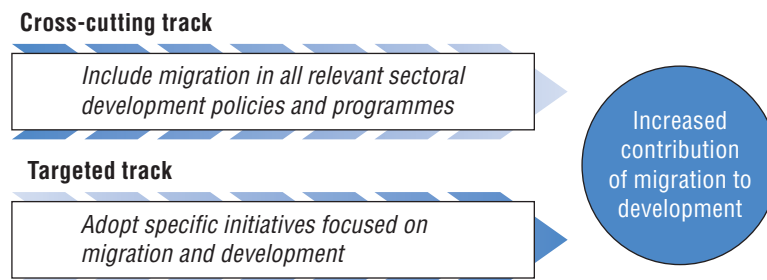 Cross-cutting track
Include migration in all relevant sectoral
development policies and programmes
Targeted track
Adopt specific initiatives focused on
migration and development
Increased
contribution
of migration to
development